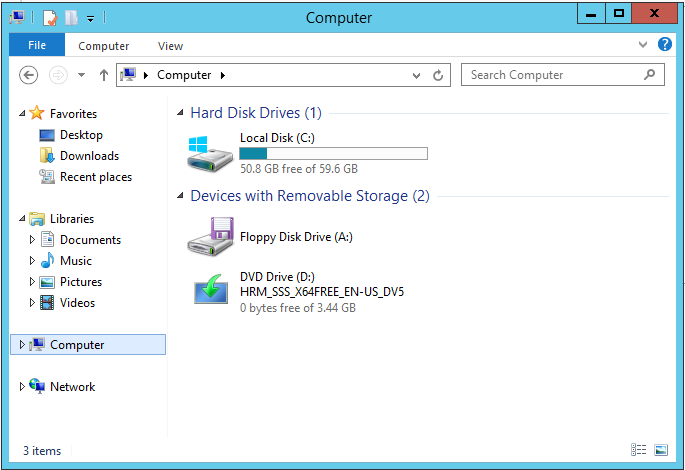 Computer
File
Computer
View
Computer
Search Computer
Favorites
Desktop
Downloads
Recent places
Libraries
Documents
Music
Pictures
Videos
Computer
Network
Hard Disk Drives (1)
Local Disk (C:)
50.8 GB free of 59.6 GB
Devices with Removable Storage (2)
Floppy Disk Drive (A:)
DVD Drive (D:)
HRM_SSS_X64FREE_EN-US_DV5
0 bytes free of 3.44 GB
3 items